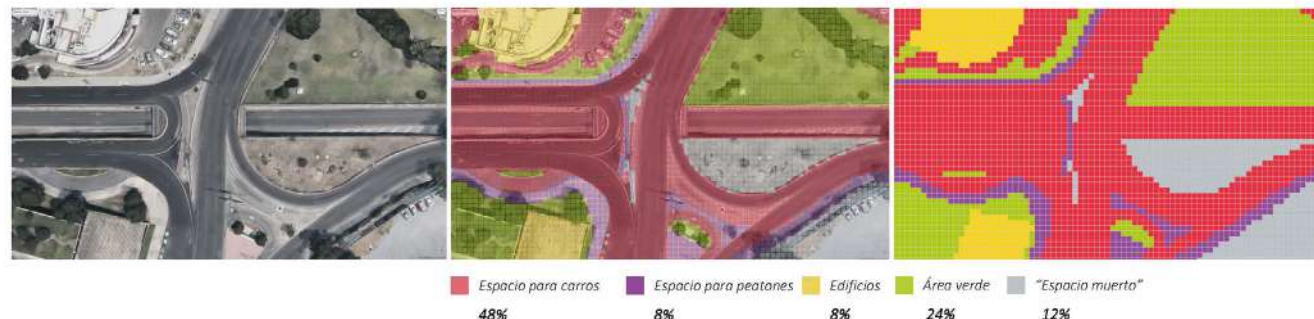 Espacio para carros Espacio para peatones Edificios Área verde "Espacio muerto"
48% 8% 8% 24% 12%